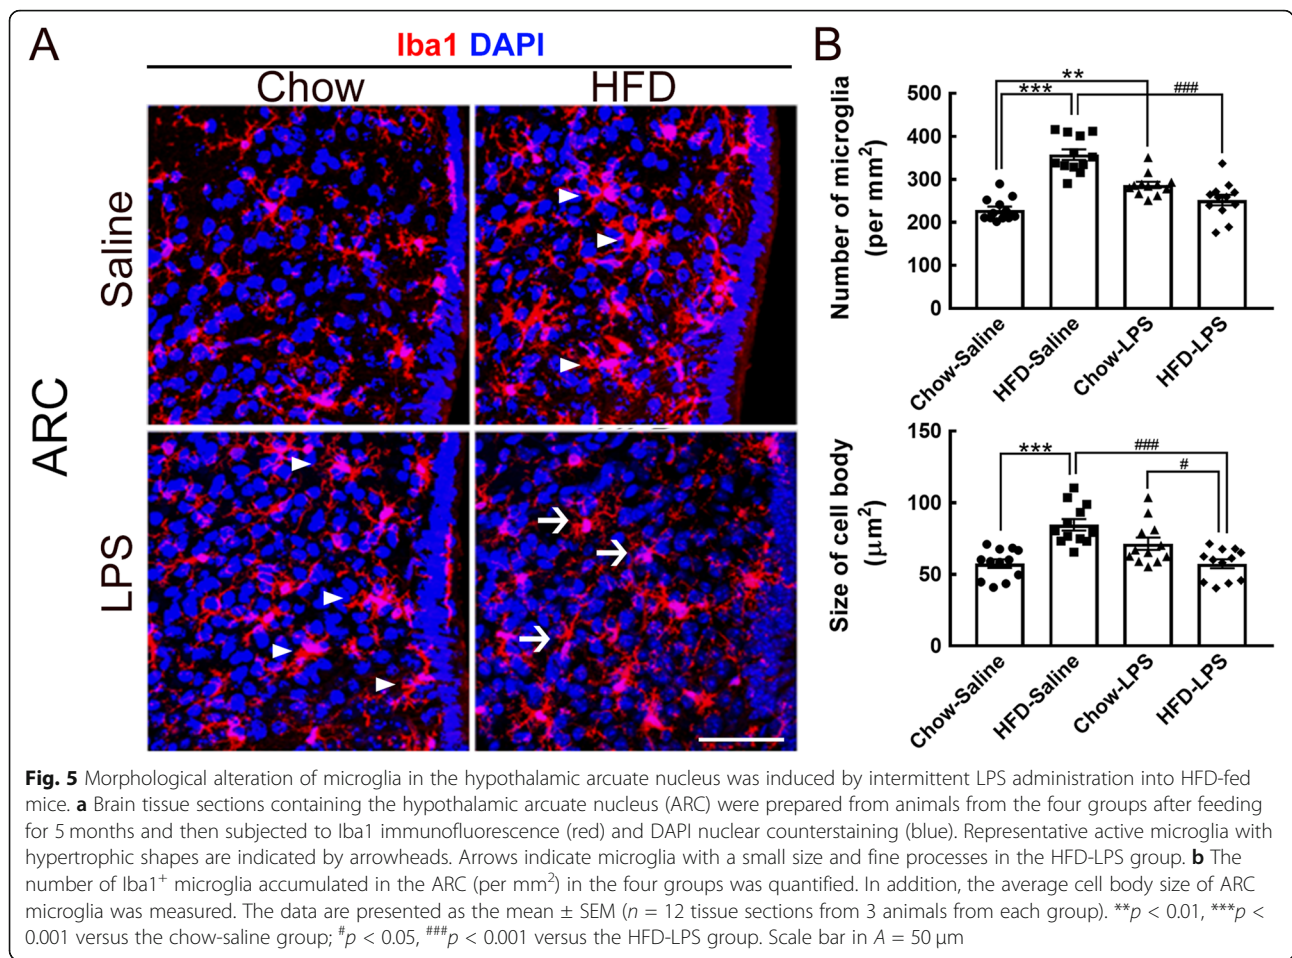 A
Iba1 DAPI
Chow
HFD
Saline
LPS
ARC
B
Number of microglia
(per mm²)
500
400
300
200
100
0
**
***
###
Chow-Saline
HFD-Saline
Chow-LPS
HFD-LPS
Size of cell body
(μm²)
150
100
50
0
***
###
#
Chow-Saline
HFD-Saline
Chow-LPS
HFD-LPS
Fig. 5 Morphological alteration of microglia in the hypothalamic arcuate nucleus was induced by intermittent LPS administration into HFD-fed
mice. a Brain tissue sections containing the hypothalamic arcuate nucleus (ARC) were prepared from animals from the four groups after feeding
for 5 months and then subjected to Iba1 immunofluorescence (red) and DAPI nuclear counterstaining (blue). Representative active microglia with
hypertrophic shapes are indicated by arrowheads. Arrows indicate microglia with a small size and fine processes in the HFD-LPS group. b The
number of Iba1⁺ microglia accumulated in the ARC (per mm²) in the four groups was quantified. In addition, the average cell body size of ARC
microglia was measured. The data are presented as the mean ± SEM (n = 12 tissue sections from 3 animals from each group). **p < 0.01, ***p <
0.001 versus the chow-saline group; #p < 0.05, ###p < 0.001 versus the HFD-LPS group. Scale bar in A = 50 μm